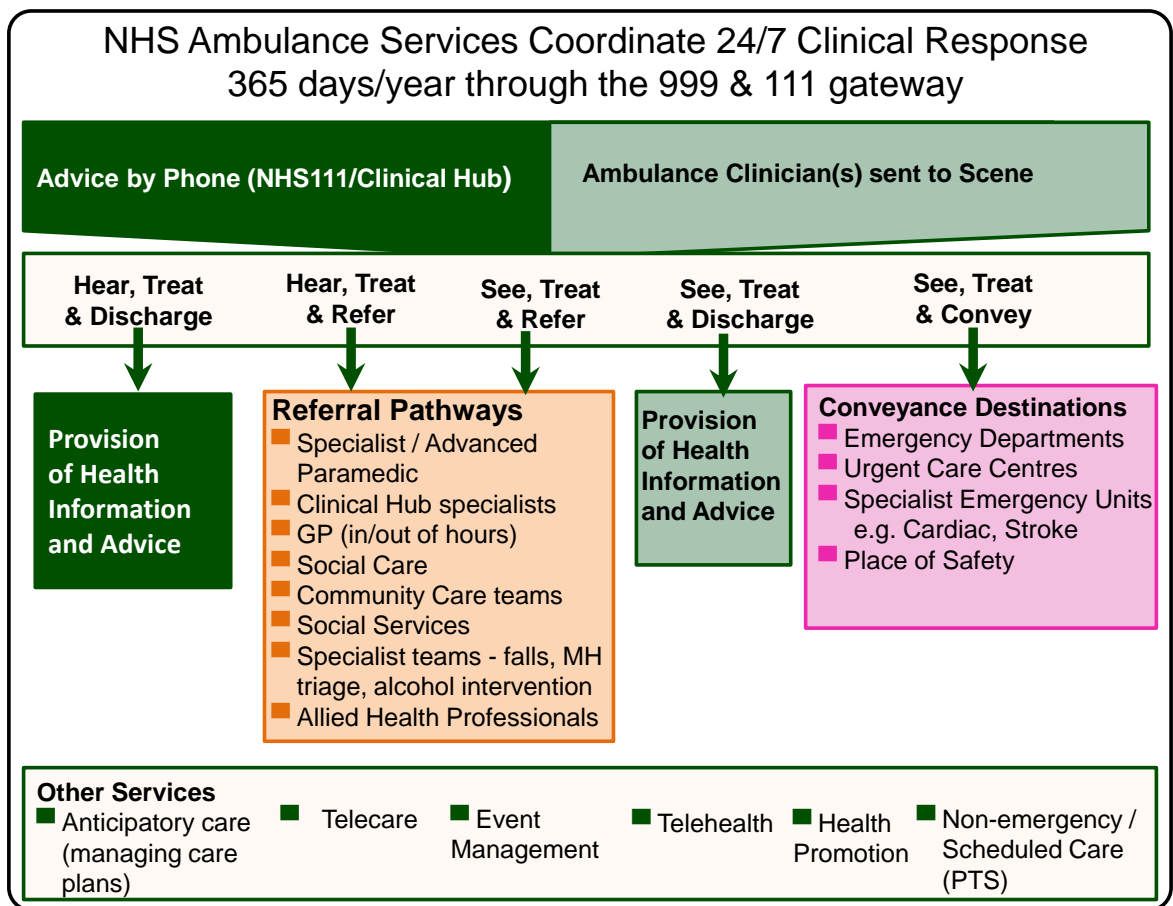 NHS Ambulance Services Coordinate 24/7 Clinical Response
365 days/year through the 999 & 111 gateway
Advice by Phone (NHS111/Clinical Hub)
Ambulance Clinician(s) sent to Scene
Hear, Treat
& Discharge
Hear, Treat
& Refer
See, Treat
& Refer
See, Treat
& Discharge
See, Treat
& Convey
Provision
of Health
Information
and Advice
Referral Pathways
Specialist / Advanced
Paramedic
Clinical Hub specialists
GP (in/out of hours)
Social Care
Community Care teams
Social Services
Specialist teams - falls, MH
triage, alcohol intervention
Allied Health Professionals
Provision
of Health
Information
and Advice
Conveyance Destinations
Emergency Departments
Urgent Care Centres
Specialist Emergency Units
e.g. Cardiac, Stroke
Place of Safety
Other Services
Anticipatory care
(managing care
plans)
Telecare
Event
Management
Telehealth
Health
Promotion
Non-emergency /
Scheduled Care
(PTS)